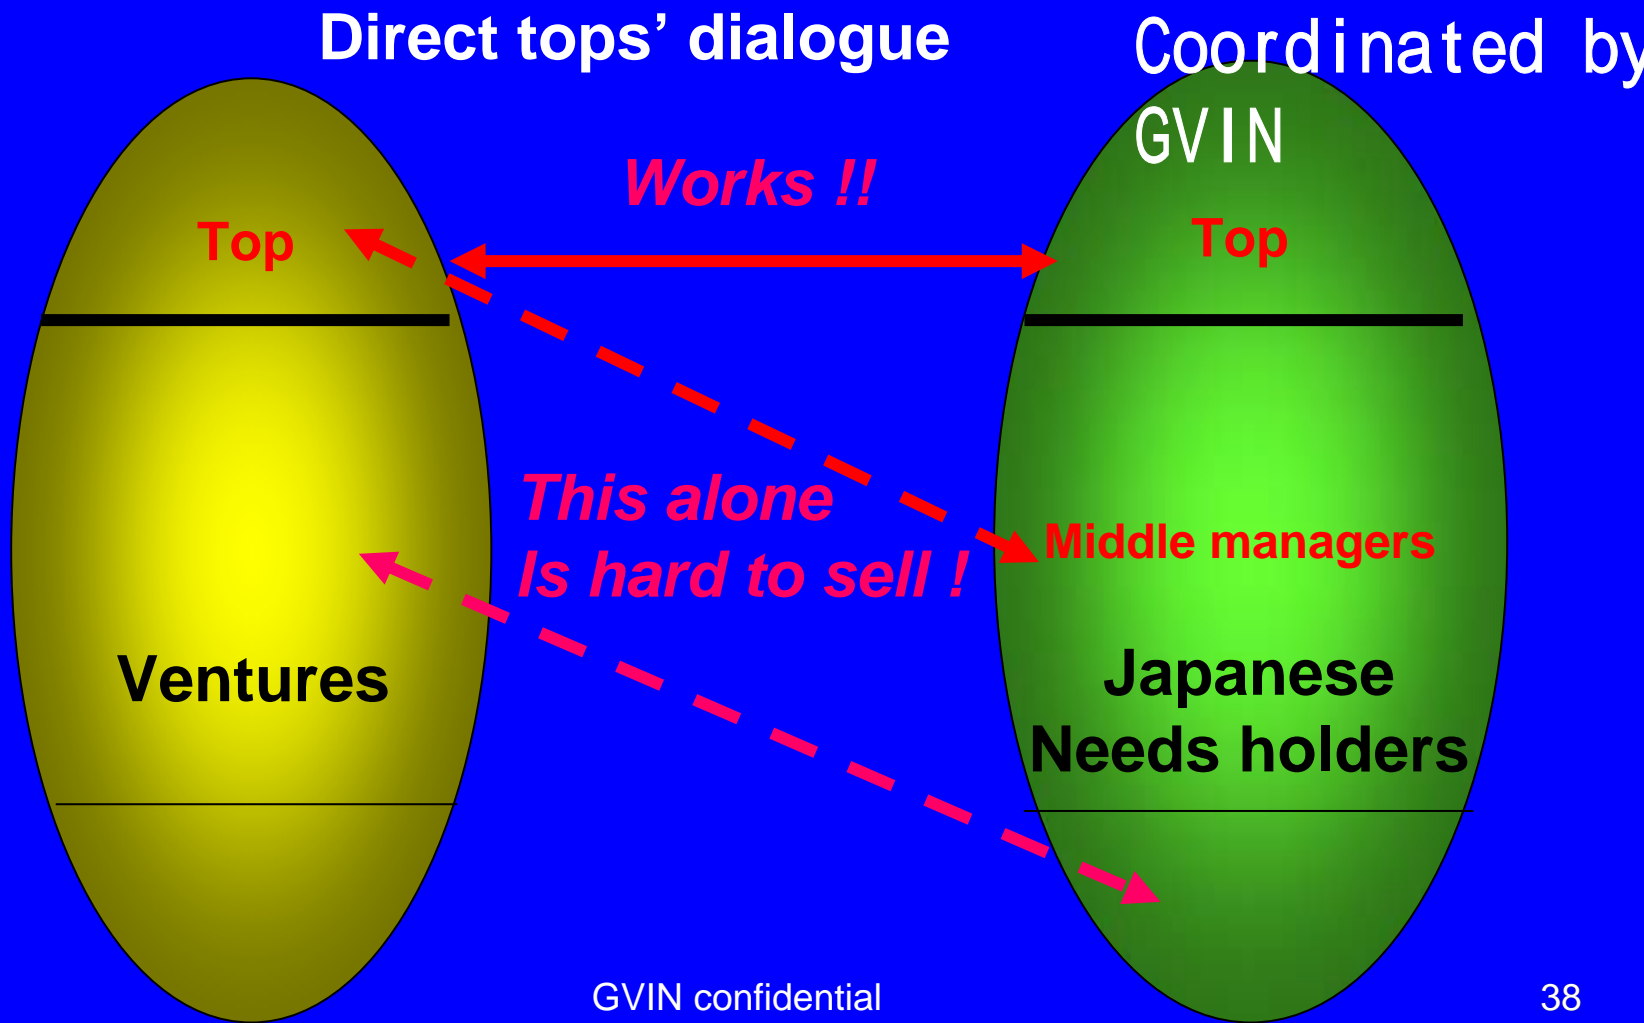 Direct tops’ dialogue
Coordinated by
GVIN
Works !!
Top
Top
This alone
Is hard to sell !
Middle managers
Ventures
Japanese
Needs holders
GVIN confidential
38